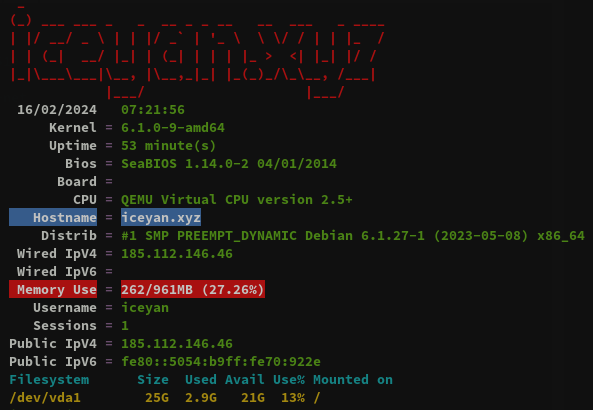 iceyan.xyz
16/02/2024 07:21:56
Kernel = 6.1.0-9-amd64
Uptime = 53 minute(s)
Bios = SeaBIOS 1.14.0-2 04/01/2014
Board =
CPU = QEMU Virtual CPU version 2.5+
Hostname = iceyan.xyz
Distrib = #1 SMP PREEMPT_DYNAMIC Debian 6.1.27-1 (2023-05-08) x86_64
Wired IpV4 = 185.112.146.46
Wired IpV6 =
Memory Use = 262/961MB (27.26%)
Username = iceyan
Sessions = 1
Public IpV4 = 185.112.146.46
Public IpV6 = fe80::5054:b9ff:fe70:922e
Filesystem Size Used Avail Use% Mounted on
/dev/vda1 25G 2.9G 21G 13% /